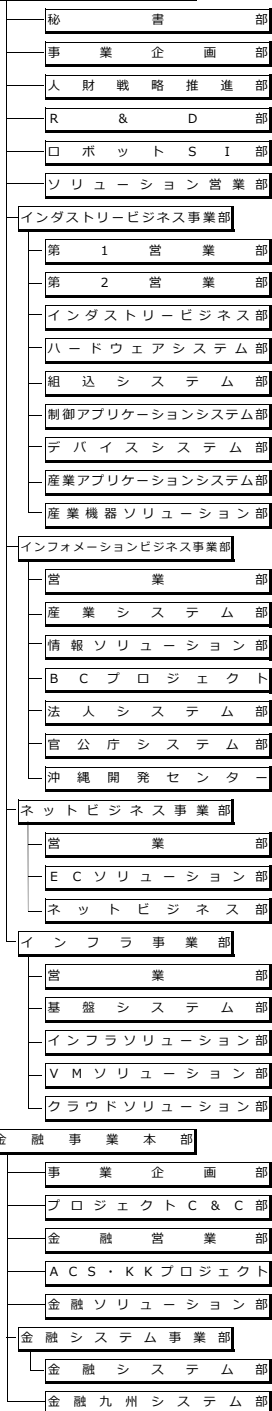 秘書部
事業企画部
人財戦略推進部
R&D部
ロボットSI部
ソリューション営業部
インダストリービジネス事業部
第1営業部
第2営業部
インダストリービジネス部
ハードウェアシステム部
組込システム部
制御アプリケーションシステム部
デバイスシステム部
産業アプリケーションシステム部
産業機器ソリューション部
インフォメーションビジネス事業部
営業部
産業システム部
情報ソリューション部
BCプロジェクト
法人システム部
官公庁システム部
沖縄開発センター
ネットビジネス事業部
営業部
ECソリューション部
ネットビジネス部
インフラ事業部
営業部
基盤システム部
インフラソリューション部
VMソリューション部
クラウドソリューション部
金融事業本部
事業企画部
プロジェクトC&C部
金融営業部
ACS・KKプロジェクト
金融ソリューション部
金融システム事業部
金融システム部
金融九州システム部